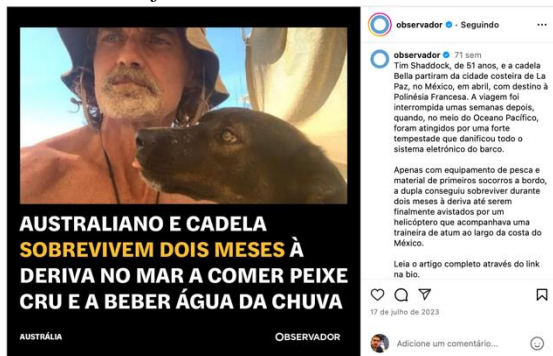 AUSTRALIANO E CADELA
SOBREVIVEM DOIS MESES À
DERIVA NO MAR A COMER PEIXE
CRU E A BEBER ÁGUA DA CHUVA
AUSTRÁLIA
OBSERVADOR
observador • Seguindo
observador 71 sem
Tim Shaddock, de 51 anos, e a cadela
Bella partiram da cidade costeira de La
Paz, no México, em abril, com destino à
Polinésia Francesa. A viagem foi
interrompida umas semanas depois,
quando, no meio do Oceano Pacífico,
foram atingidos por uma forte
tempestade que danificou todo o
sistema eletrónico do barco.
Apenas com equipamento de pesca e
material de primeiros socorros a bordo,
a dupla conseguiu sobreviver durante
dois meses à deriva até serem
finalmente avistados por um
helicóptero que acompanhava uma
traineira de atum ao largo da costa do
México.
Leia o artigo completo através do link
na bio.
17 de julho de 2023
Adicione um comentário...